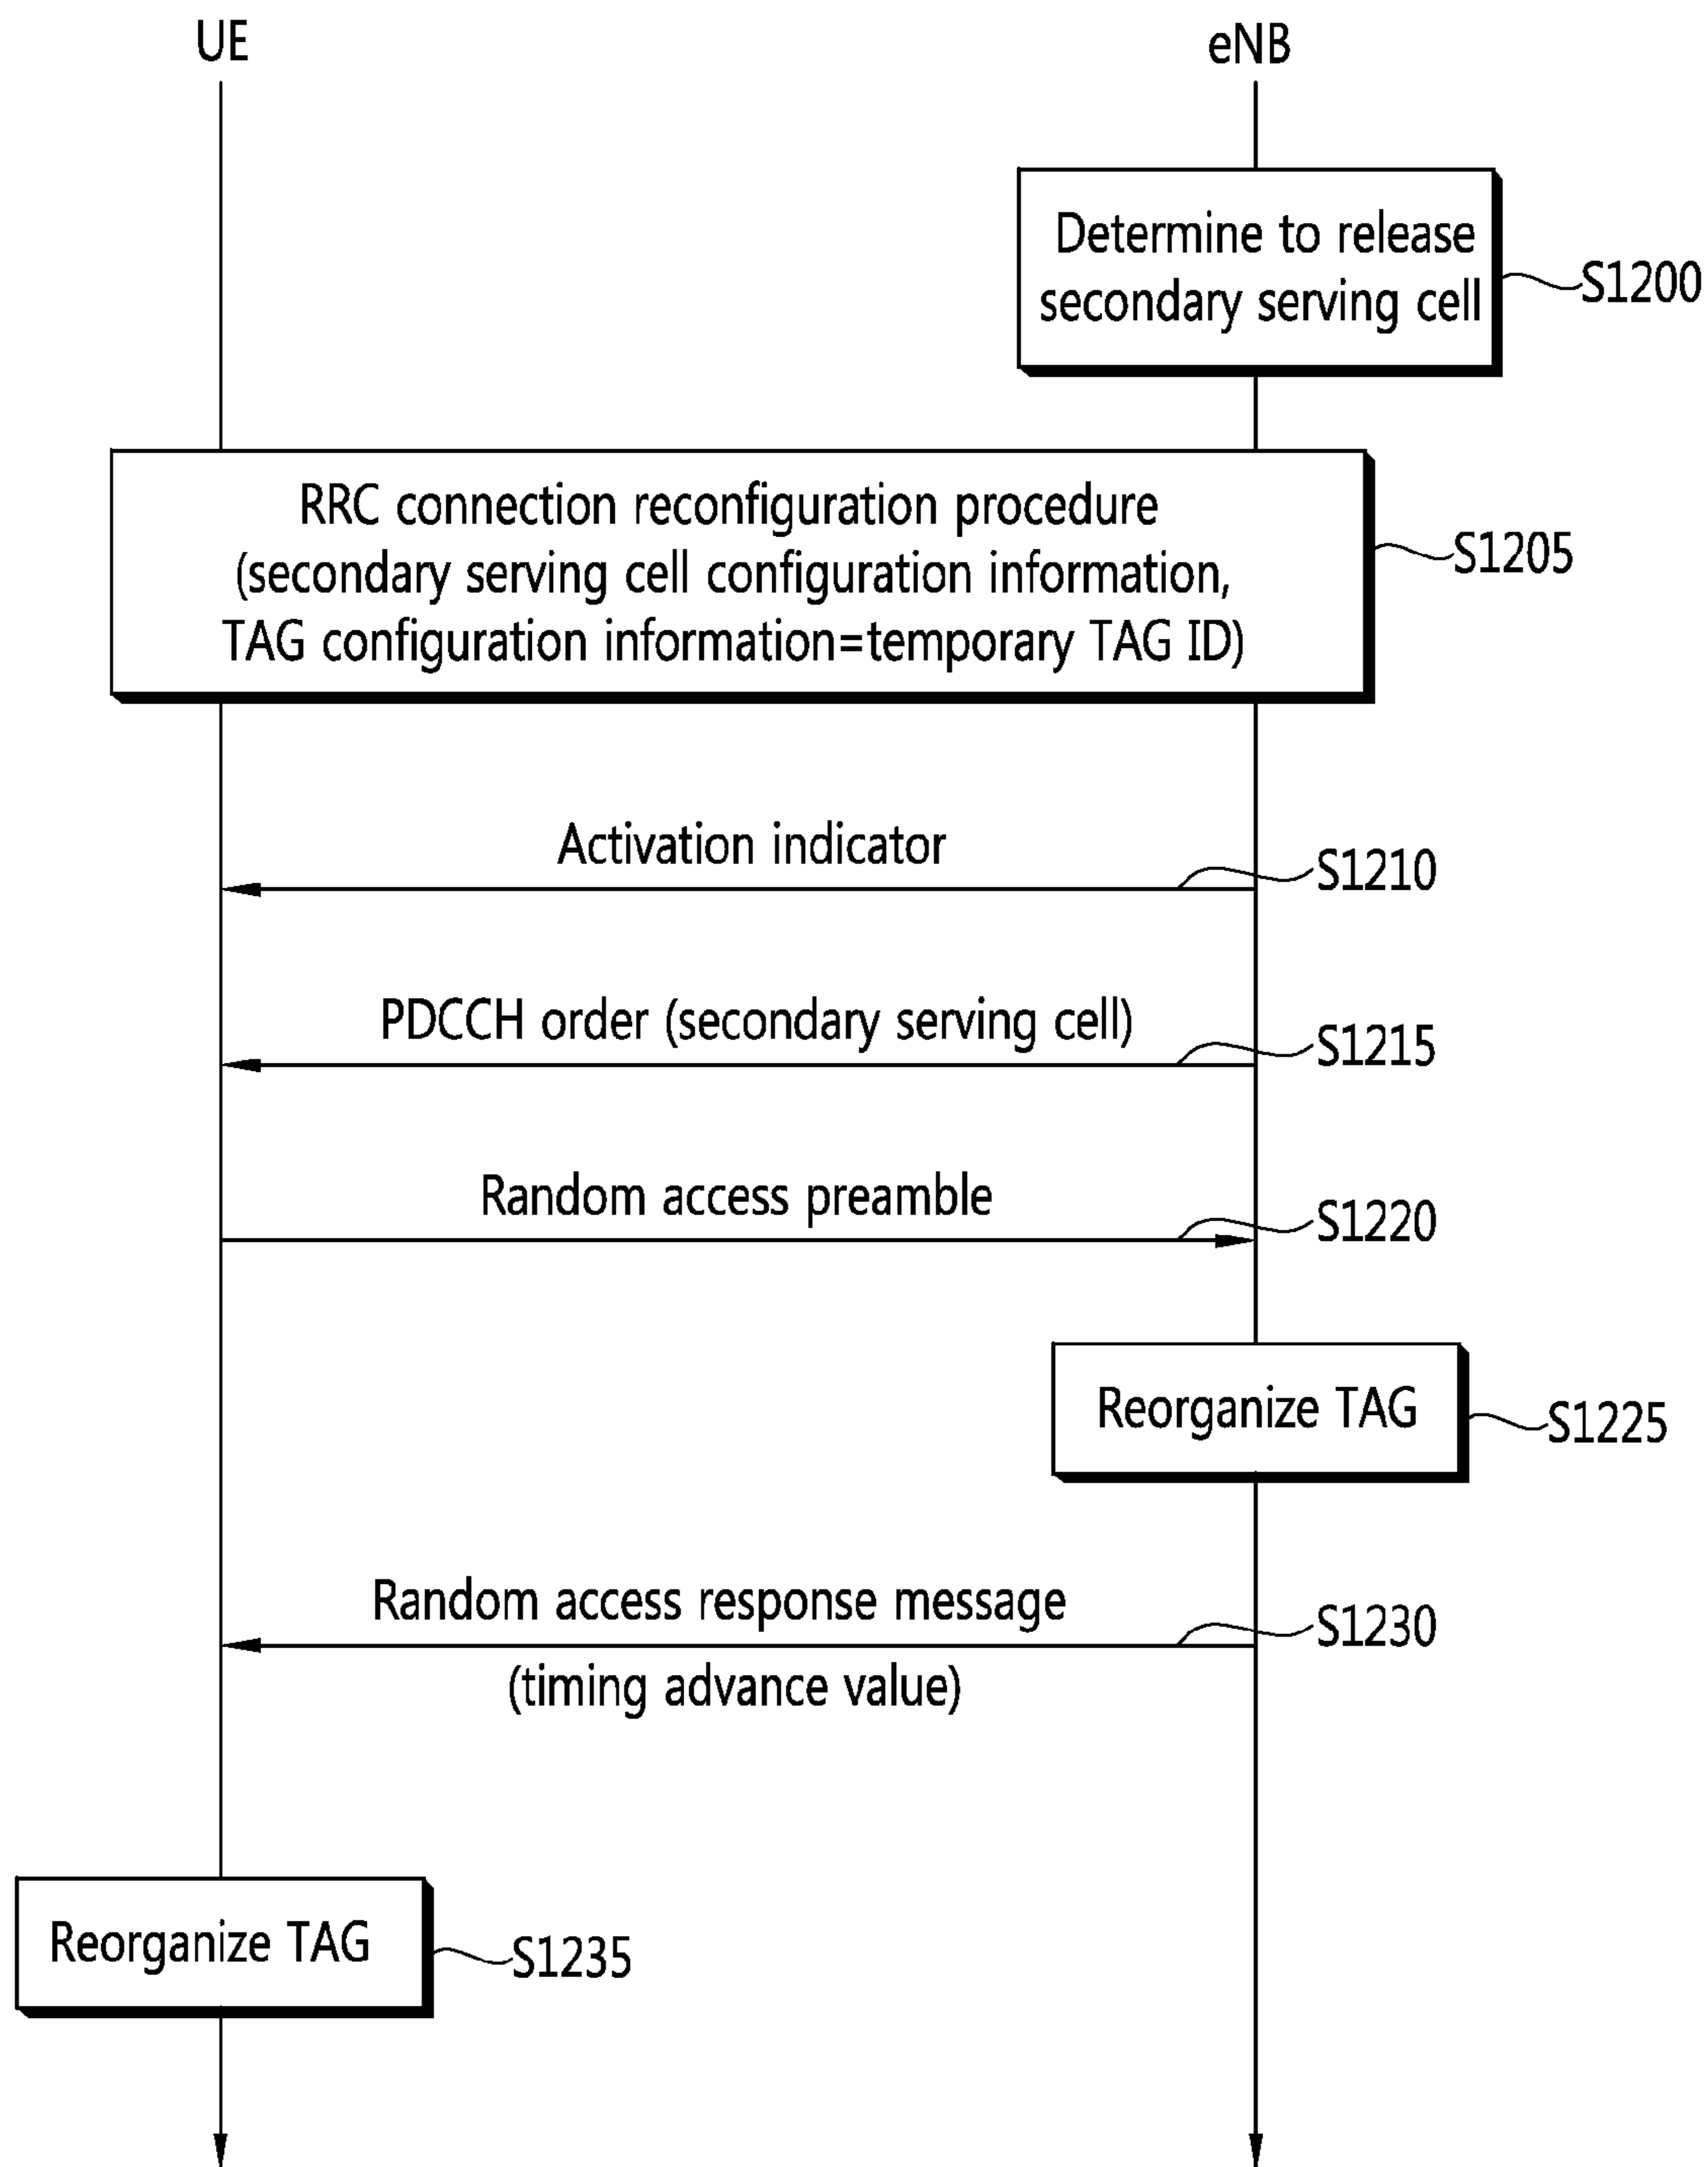 UE
eNB
Determine to release
secondary serving cell
S1200
RRC connection reconfiguration procedure
(secondary serving cell configuration information,
TAG configuration information=temporary TAG ID)
S1205
Activation indicator
S1210
PDCCH order (secondary serving cell)
S1215
Random access preamble
S1220
Reorganize TAG
S1225
Random access response message
S1230
(timing advance value)
Reorganize TAG
S1235